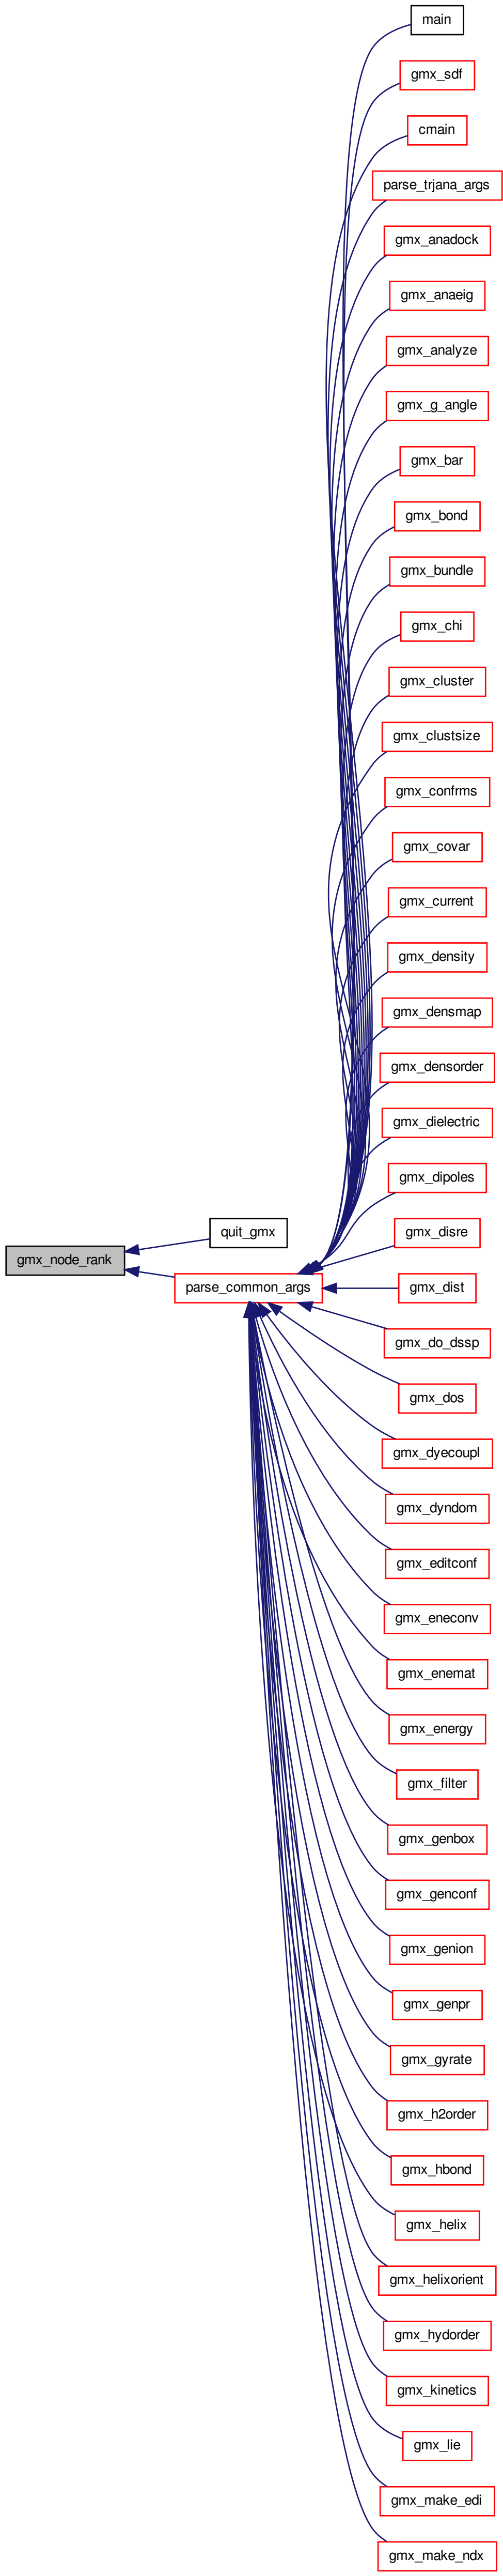 main
gmx_sdf
cmain
parse_trjana_args
gmx_anadock
gmx_anaeig
gmx_analyze
gmx_g_angle
gmx_bar
gmx_bond
gmx_bundle
gmx_chi
gmx_cluster
gmx_clustsize
gmx_confrms
gmx_covar
gmx_current
gmx_density
gmx_densmap
gmx_densorder
gmx_dielectric
gmx_dipoles
quit_gmx
gmx_disre
gmx_node_rank
parse_common_args
gmx_dist
gmx_do_dssp
gmx_dos
gmx_dyecoupl
gmx_dyndom
gmx_editconf
gmx_eneconv
gmx_enemat
gmx_energy
gmx_filter
gmx_genbox
gmx_genconf
gmx_genion
gmx_genpr
gmx_gyrate
gmx_h2order
gmx_hbond
gmx_helix
gmx_helixorient
gmx_hydorder
gmx_kinetics
gmx_lie
gmx_make_edi
gmx_make_ndx